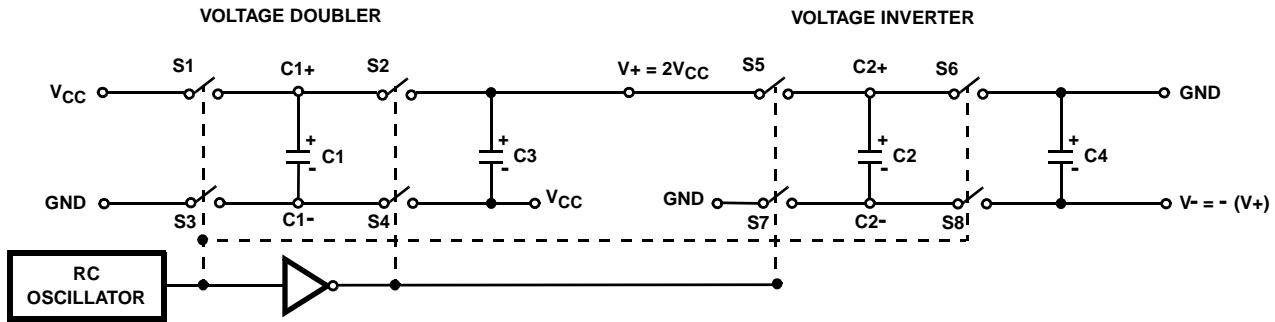 VOLTAGE DOUBLER
VOLTAGE INVERTER
S1 C1+ S2 V+ = 2VCC S5 C2+ S6
VCC GND
+ + + +
C1 C3 C2 C4
- - - -
GND VCC GND V- = - (V+)
S3 C1- S4 S7 C2- S8
RC
OSCILLATOR